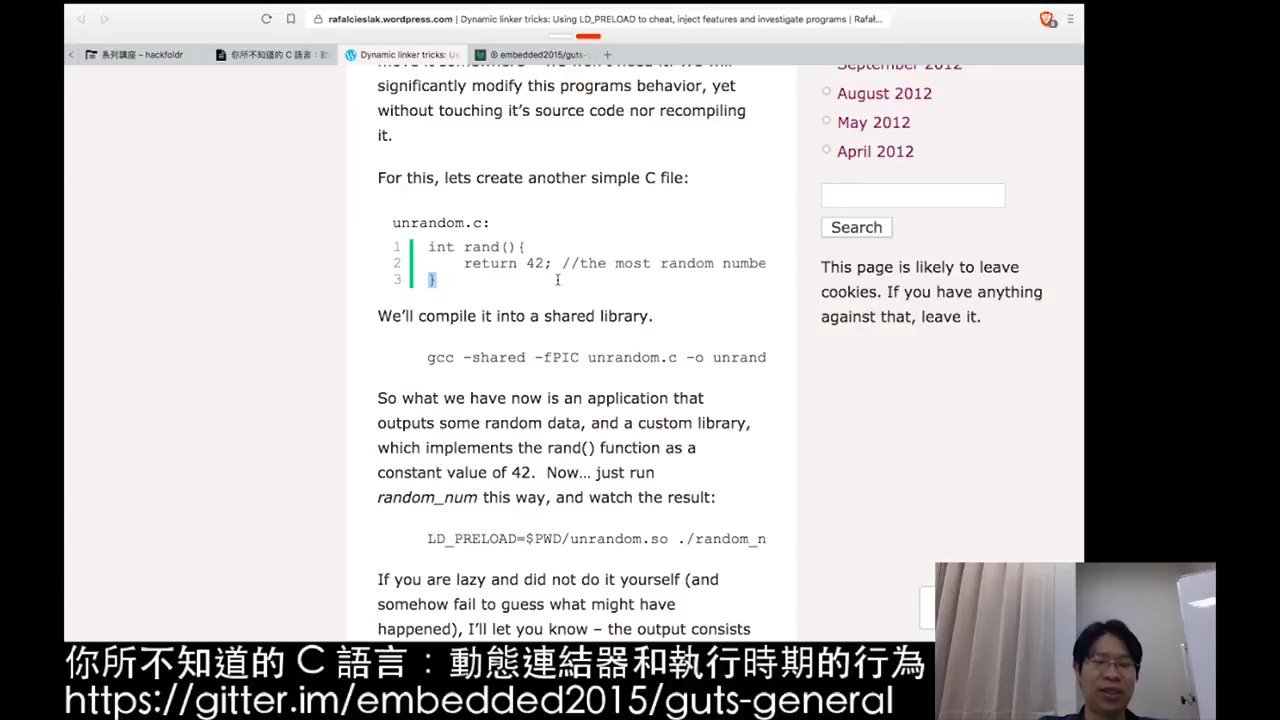 rafalcieslak.wordpress.com | Dynamic linker tricks: Using LD_PRELOAD to cheat, inject features and investigate programs | Rafał...
系列講座 – hackfoldr
你所不知道的 C 語言：動
Dynamic linker tricks: Us
embedded2015/guts-
significantly modify this programs behavior, yet
without touching it's source code nor recompiling
it.
For this, lets create another simple C file:
unrandom.c:
1 int rand(){
2 return 42; //the most random numbe
3 }
We'll compile it into a shared library.
gcc -shared -fPIC unrandom.c -o unrand
So what we have now is an application that
outputs some random data, and a custom library,
which implements the rand() function as a
constant value of 42.  Now... just run
random_num this way, and watch the result:
LD_PRELOAD=$PWD/unrandom.so ./random_n
If you are lazy and did not do it yourself (and
somehow fail to guess what might have
happened), I'll let you know – the output consists
September 2012
August 2012
May 2012
April 2012
Search
This page is likely to leave
cookies. If you have anything
against that, leave it.
你所不知道的 C 語言：動態連結器和執行時期的行為
https://gitter.im/embedded2015/guts-general